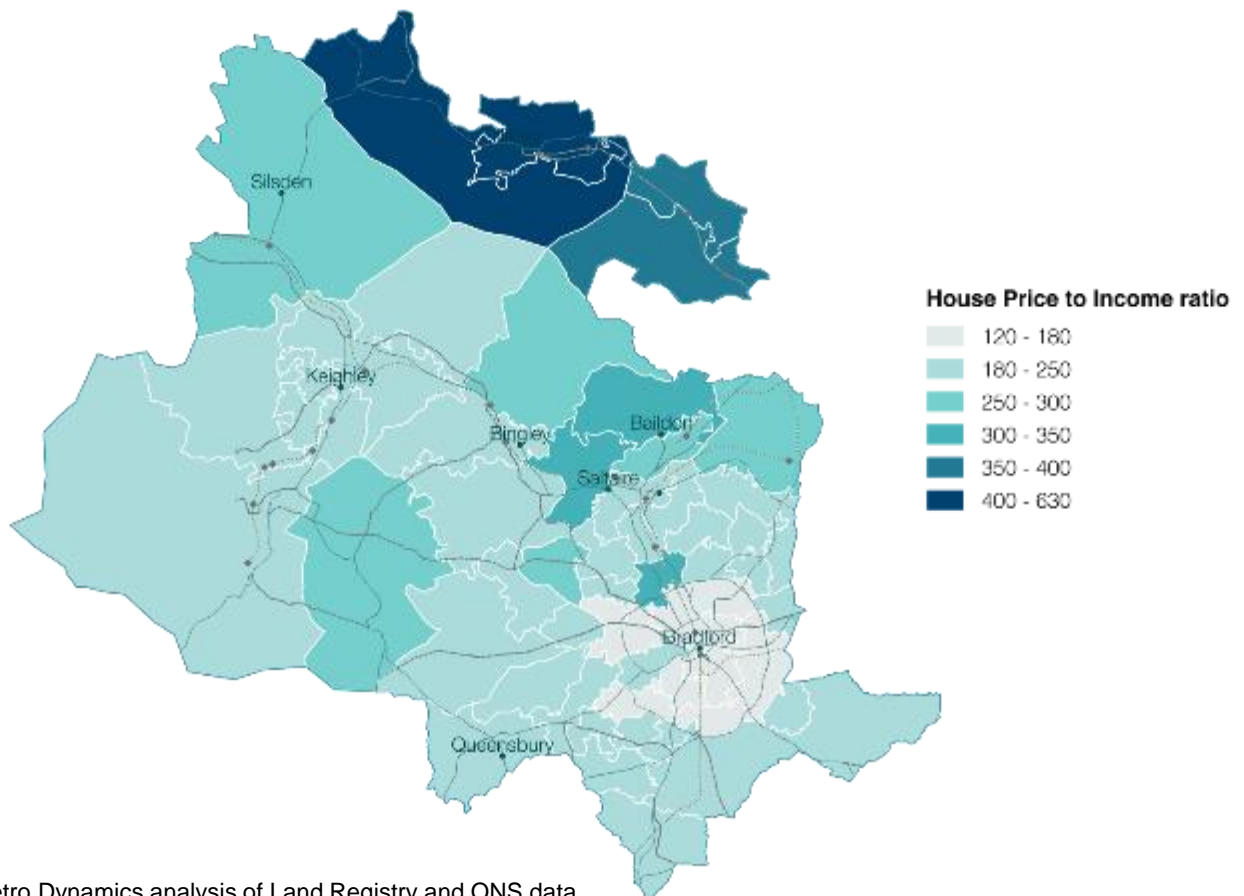 Silsden
Keighley
Bingley
Baildon
Saltaire
Bradford
Queensbury
House Price to Income ratio
120 - 180
180 - 250
250 - 300
300 - 350
350 - 400
400 - 630
Dynamics analysis of Land Registry and ONS data